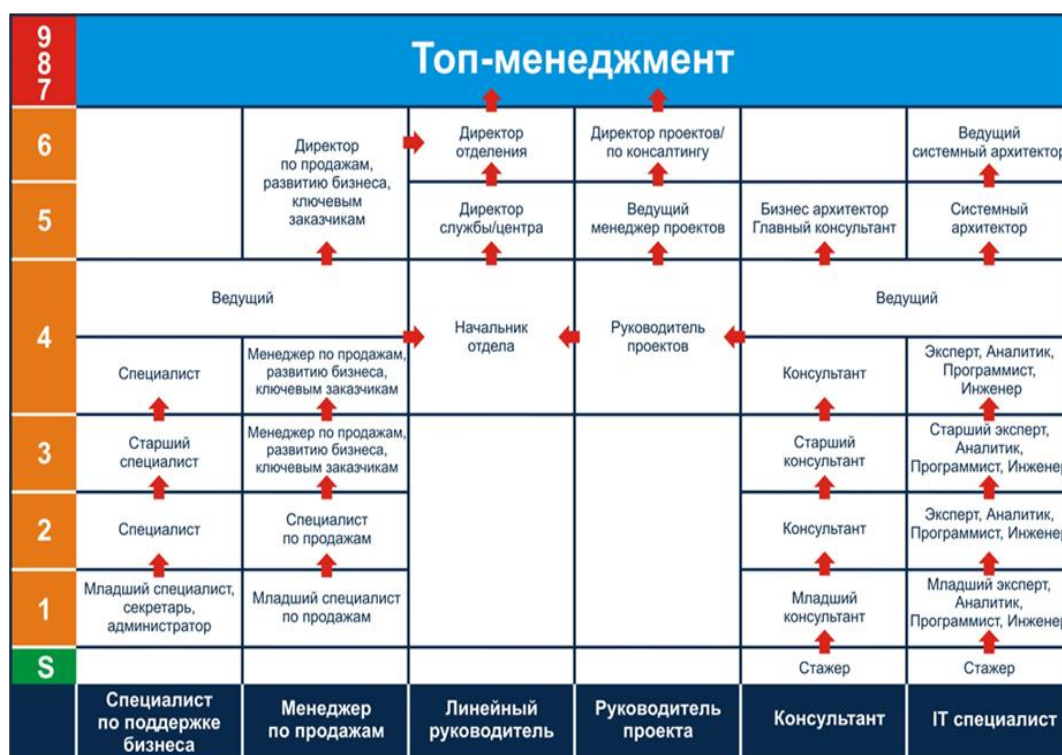 9
8
7
Топ-менеджмент
6
Директор
по продажам,
развитию бизнеса,
ключевым
заказчикам
Директор
отделения
Директор проектов/
по консалтингу
Ведущий
системный архитектор
5
Директор
службы/центра
Ведущий
менеджер проектов
Бизнес архитектор
Главный консультант
Системный
архитектор
4
Ведущий
Начальник
отдела
Руководитель
проектов
Ведущий
Специалист
Менеджер по продажам,
развитию бизнеса,
ключевым заказчикам
Консультант
Эксперт, Аналитик,
Программист,
Инженер
3
Старший
специалист
Менеджер по продажам,
развитию бизнеса,
ключевым заказчикам
Старший
консультант
Старший эксперт,
Аналитик,
Программист, Инженер
2
Специалист
Специалист
по продажам
Консультант
Эксперт, Аналитик,
Программист, Инженер
1
Младший специалист,
секретарь,
администратор
Младший специалист
по продажам
Младший
консультант
Младший эксперт,
Аналитик,
Программист, Инженер
S
Стажер
Стажер
Специалист
по поддержке
бизнеса
Менеджер
по продажам
Линейный
руководитель
Руководитель
проекта
Консультант
IT специалист